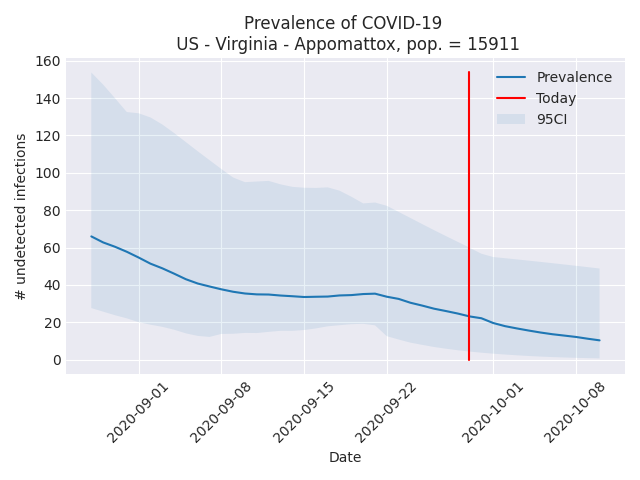 Prevalence of COVID-19
US - Virginia - Appomattox, pop. = 15911
160
140
120
100
80
60
40
20
0
# undetected infections
Prevalence
Today
95CI
2020-09-01
2020-09-08
2020-09-15
2020-09-22
2020-10-01
2020-10-08
Date